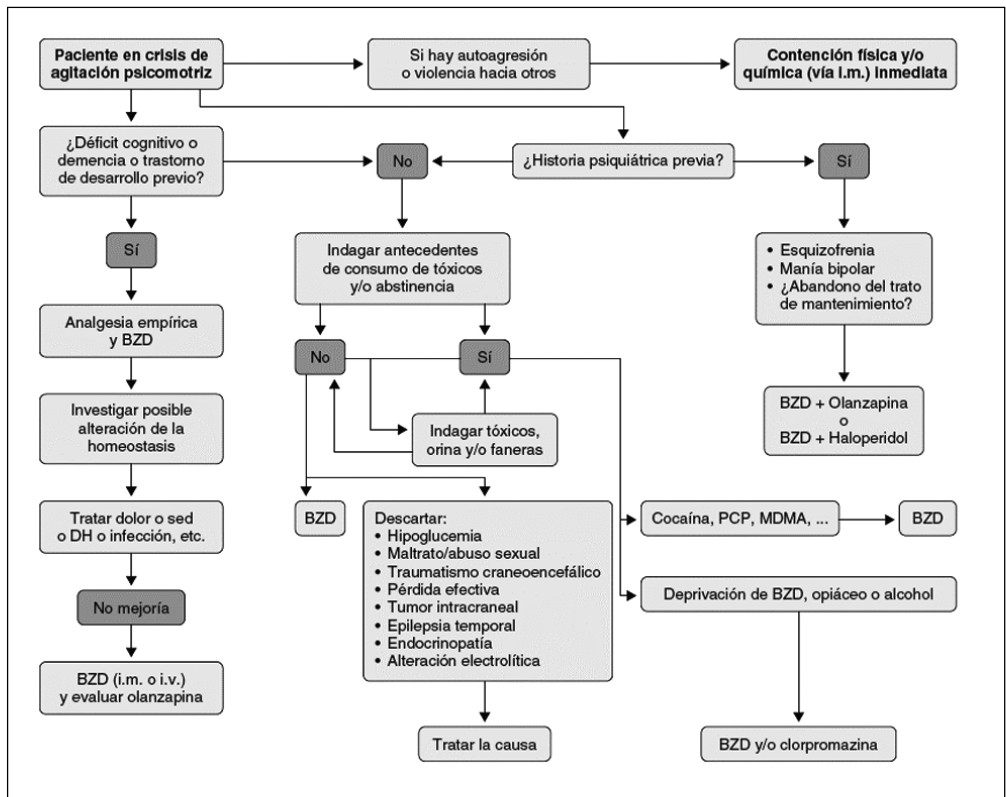 Paciente en crisis de
agitación psicomotriz
Si hay autoagresión
o violencia hacia otros
Contención física y/o
química (vía i.m.) inmediata
¿Déficit cognitivo o
demencia o trastorno
de desarrollo previo?
No
¿Historia psiquiátrica previa?
Sí
Sí
Indagar antecedentes
de consumo de tóxicos
y/o abstinencia
• Esquizofrenia
• Manía bipolar
• ¿Abandono del trato
de mantenimiento?
Analgesia empírica
y BZD
No
Sí
Investigar posible
alteración de la
homeostasis
Indagar tóxicos,
orina y/o faneras
BZD + Olanzapina
o
BZD + Haloperidol
Tratar dolor o sed
o DH o infección, etc.
BZD
Descartar:
• Hipoglucemia
• Maltrato/abuso sexual
• Traumatismo craneoencefálico
• Pérdida efectiva
• Tumor intracraneal
• Epilepsia temporal
• Endocrinopatía
• Alteración electrolítica
Cocaína, PCP, MDMA, ...
BZD
No mejoría
Deprivación de BZD, opiáceo o alcohol
BZD (i.m. o i.v.)
y evaluar olanzapina
Tratar la causa
BZD y/o clorpromazina